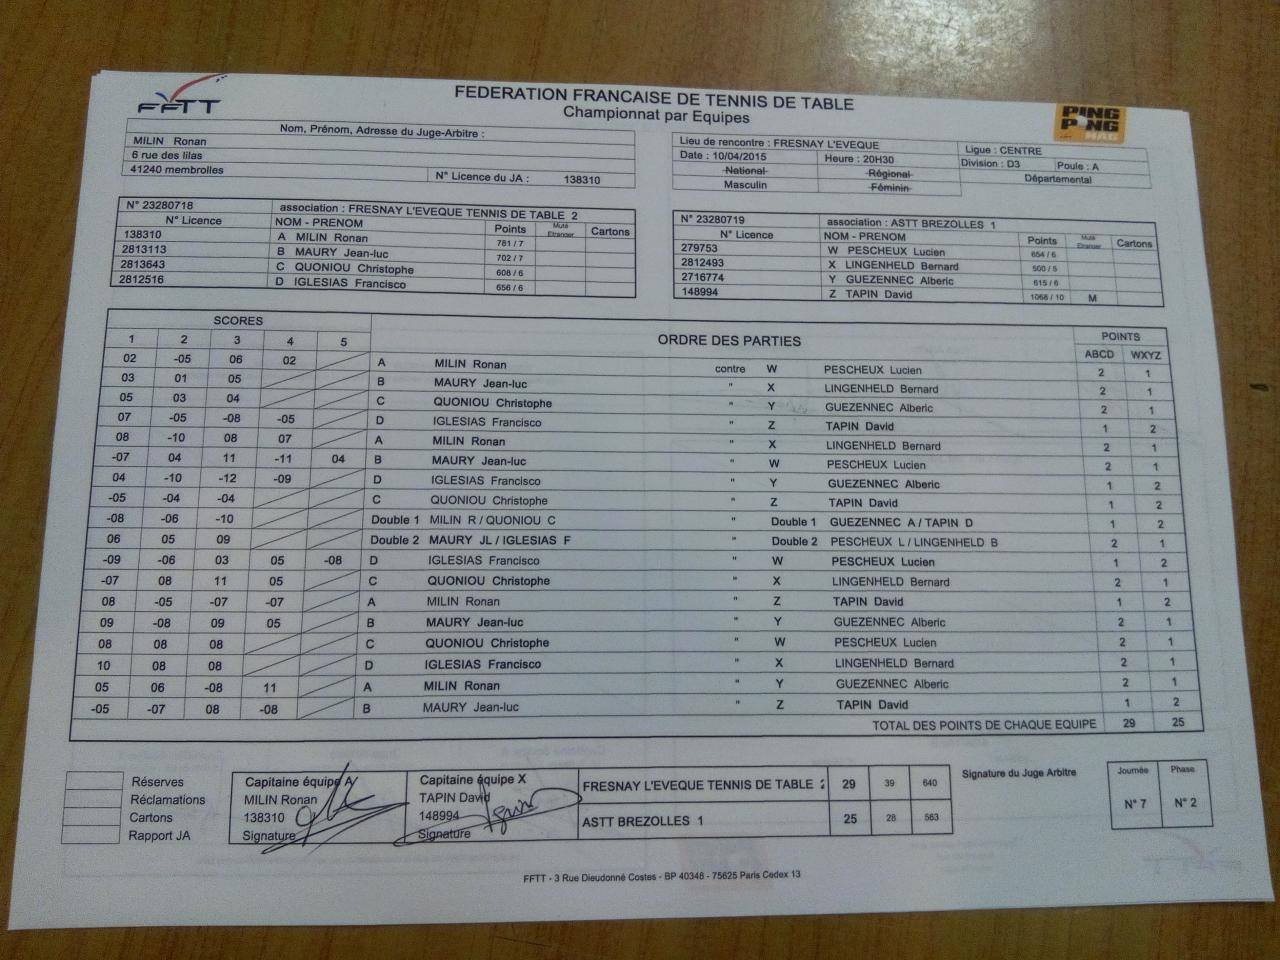 FFTT
FEDERATION FRANCAISE DE TENNIS DE TABLE
Championnat par Equipes
PING PONG MAG
Nom, Prénom, Adresse du Juge-Arbitre :
MILIN Ronan
6 rue des lilas
41240 membrolles N° Licence du JA : 138310
Lieu de rencontre : FRESNAY L'EVEQUE Ligue : CENTRE
Date : 10/04/2015 Heure : 20H30 Division : D3 Poule : A
National Régional Départemental
Masculin Féminin
N° 23280718 association : FRESNAY L'EVEQUE TENNIS DE TABLE 2
N° Licence NOM - PRENOM Points Muté Etranger Cartons
138310 A MILIN Ronan 781 / 7
2813113 B MAURY Jean-luc 702 / 7
2813643 C QUONIOU Christophe 608 / 6
2812516 D IGLESIAS Francisco 656 / 6
N° 23280719 association : ASTT BREZOLLES 1
N° Licence NOM - PRENOM Points Muté Etranger Cartons
279753 W PESCHEUX Lucien 654 / 6
2812493 X LINGENHELD Bernard 500 / 5
2716774 Y GUEZENNEC Alberic 615 / 6
148994 Z TAPIN David 1068 / 10 M
SCORES ORDRE DES PARTIES POINTS
1 2 3 4 5 ABCD WXYZ
02 -05 06 02 A MILIN Ronan contre W PESCHEUX Lucien 2 1
03 01 05 B MAURY Jean-luc " X LINGENHELD Bernard 2 1
05 03 04 C QUONIOU Christophe " Y GUEZENNEC Alberic 2 1
07 -05 -08 -05 D IGLESIAS Francisco " Z TAPIN David 1 2
08 -10 08 07 A MILIN Ronan " X LINGENHELD Bernard 2 1
-07 04 11 -11 04 B MAURY Jean-luc " W PESCHEUX Lucien 2 1
04 -10 -12 -09 D IGLESIAS Francisco " Y GUEZENNEC Alberic 1 2
-05 -04 -04 C QUONIOU Christophe " Z TAPIN David 1 2
-08 -06 -10 Double 1 MILIN R / QUONIOU C " Double 1 GUEZENNEC A / TAPIN D 1 2
06 05 09 Double 2 MAURY JL / IGLESIAS F " Double 2 PESCHEUX L / LINGENHELD B 2 1
-09 -06 03 05 -08 D IGLESIAS Francisco " W PESCHEUX Lucien 1 2
-07 08 11 05 C QUONIOU Christophe " X LINGENHELD Bernard 2 1
08 -05 -07 -07 A MILIN Ronan " Z TAPIN David 1 2
09 -08 09 05 B MAURY Jean-luc " Y GUEZENNEC Alberic 2 1
08 08 08 C QUONIOU Christophe " W PESCHEUX Lucien 2 1
10 08 08 D IGLESIAS Francisco " X LINGENHELD Bernard 2 1
05 06 -08 11 A MILIN Ronan " Y GUEZENNEC Alberic 2 1
-05 -07 08 -08 B MAURY Jean-luc " Z TAPIN David 1 2
TOTAL DES POINTS DE CHAQUE EQUIPE 29 25
Réserves
Réclamations
Cartons
Rapport JA
Capitaine équipe A
MILIN Ronan
138310
Signature
Capitaine équipe X
TAPIN David
148994
Signature
FRESNAY L'EVEQUE TENNIS DE TABLE 2 29 39 640
ASTT BREZOLLES 1 25 28 563
Signature du Juge Arbitre
Journée Phase
N° 7 N° 2
FFTT - 3 Rue Dieudonné Costes - BP 40348 - 75625 Paris Cedex 13